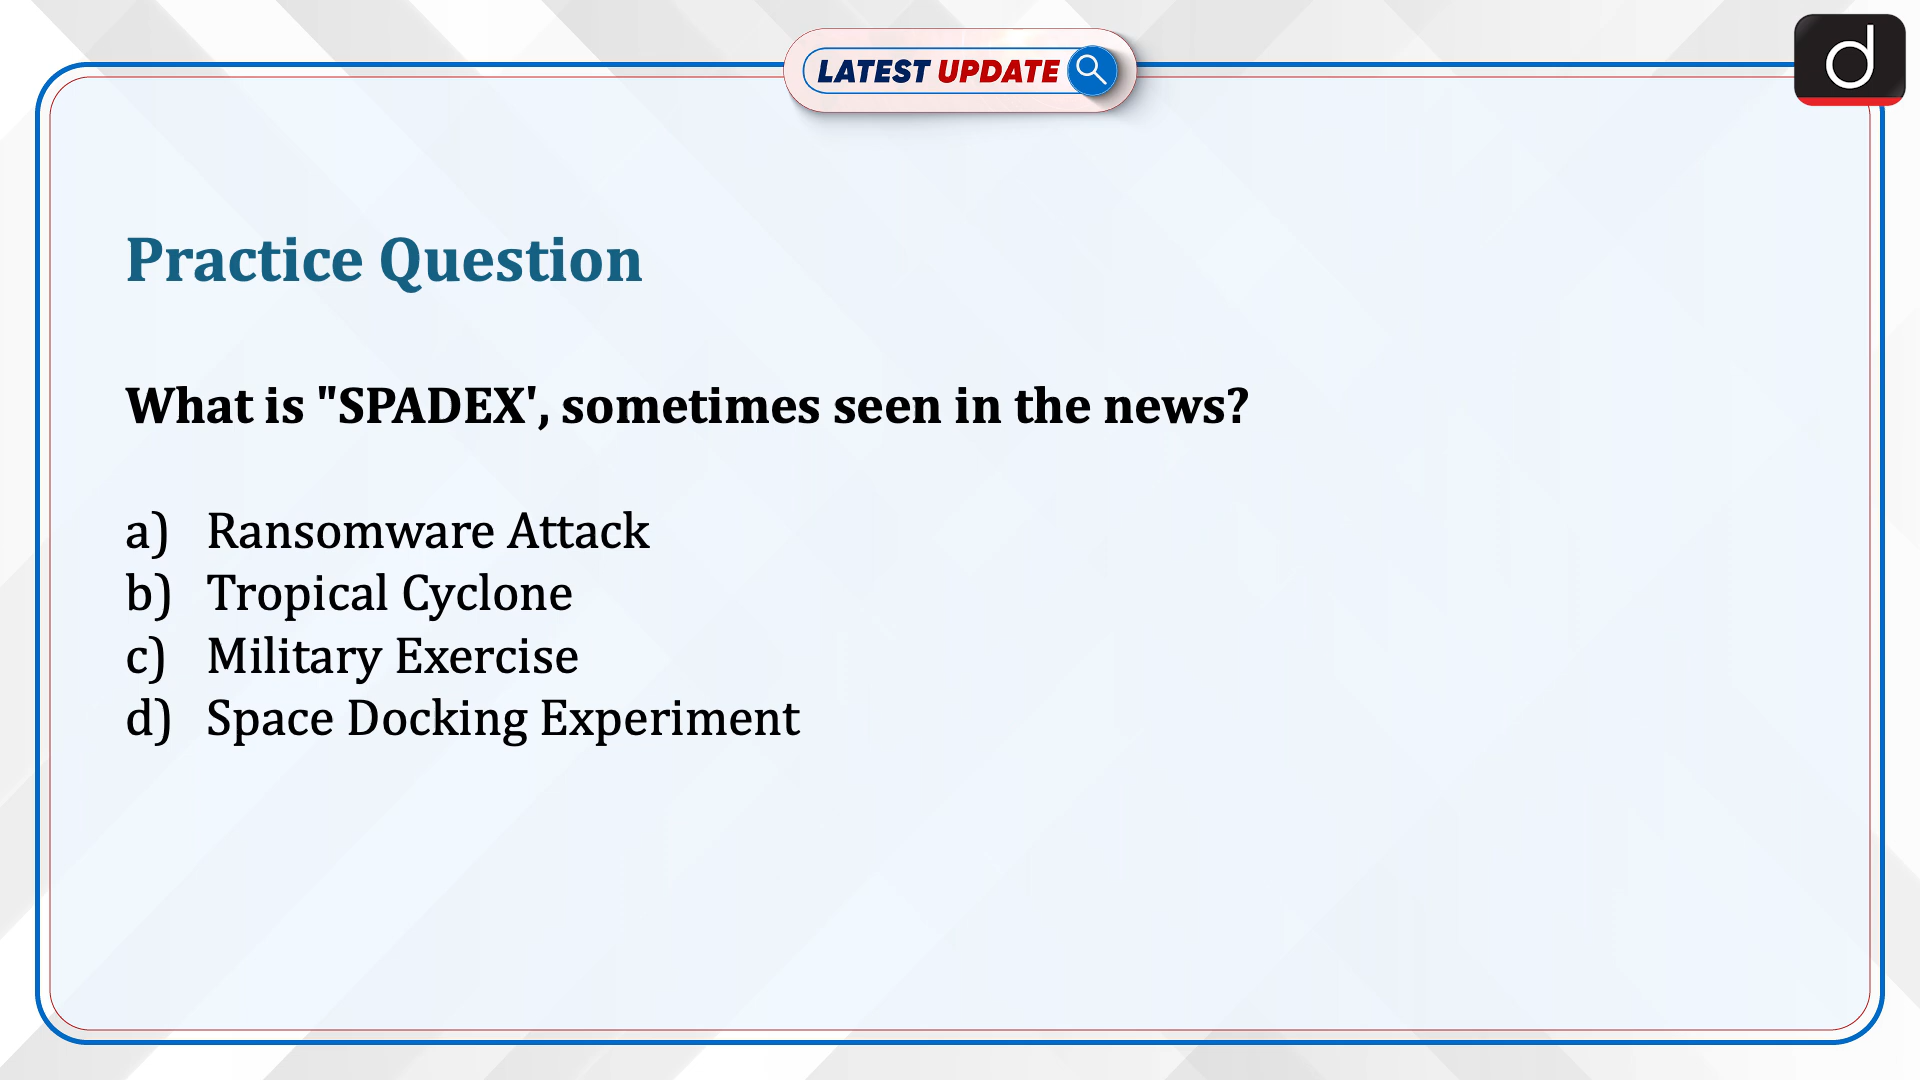 LATEST UPDATE
d
Practice Question
What is "SPADEX', sometimes seen in the news?
a) Ransomware Attack
b) Tropical Cyclone
c) Military Exercise
d) Space Docking Experiment